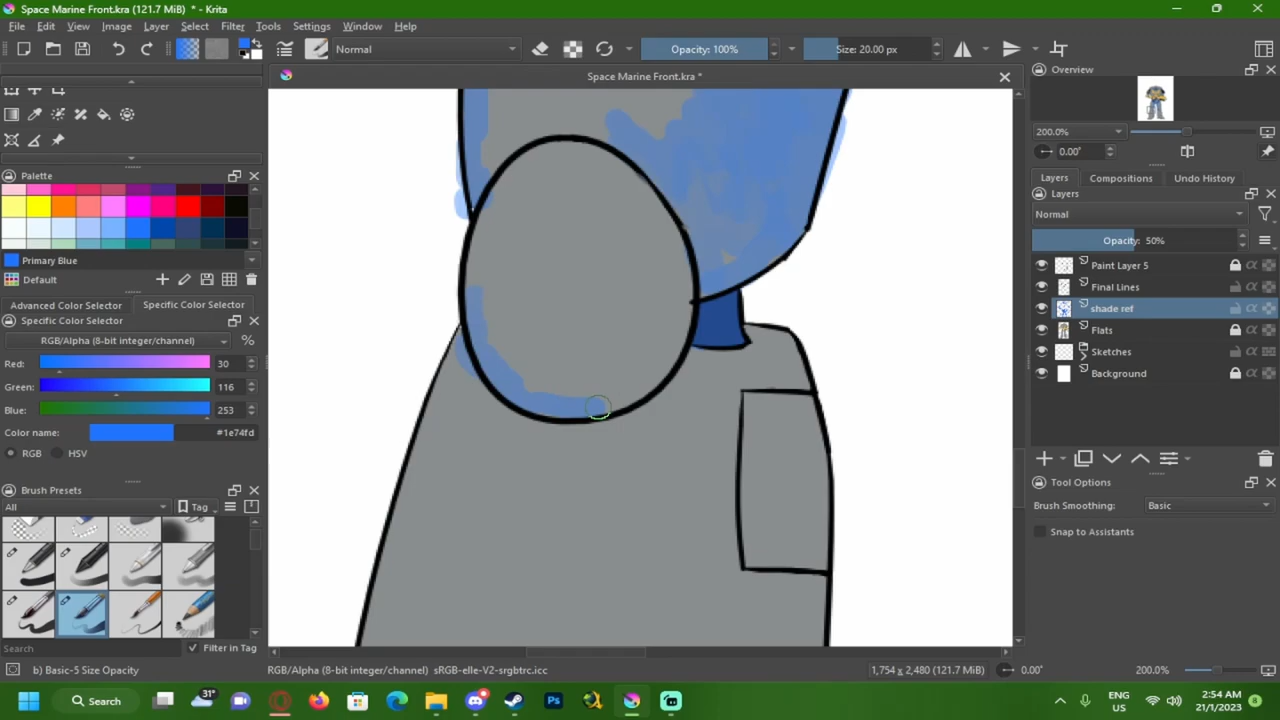 Space Marine Front.kra (121.7 MiB) * - Krita
File Edit View Image Layer Select Filter Tools Settings Window Help
Normal Opacity: 100% Size: 20.00 px
Space Marine Front.kra *
Overview
200.0%
0.00°
Palette
Primary Blue
Default
Layers Compositions Undo History
Layers
Normal
Opacity: 50%
Paint Layer 5
Final Lines
shade ref
Flats
Sketches
Background
Advanced Color Selector Specific Color Selector
Specific Color Selector
RGB/Alpha (8-bit integer/channel) %
Red: 30
Green: 116
Blue: 253
Color name: #1e74fd
RGB HSV
Tool Options
Brush Smoothing: Basic
Snap to Assistants
Brush Presets
All Tag
Search Filter in Tag
b) Basic-5 Size Opacity RGB/Alpha (8-bit integer/channel) sRGB-elle-V2-srgbtrc.icc 1,754 x 2,480 (121.7 MiB) 0.00° 200.0%
Search 31° Ps ENG US 2:54 AM 21/1/2023 8